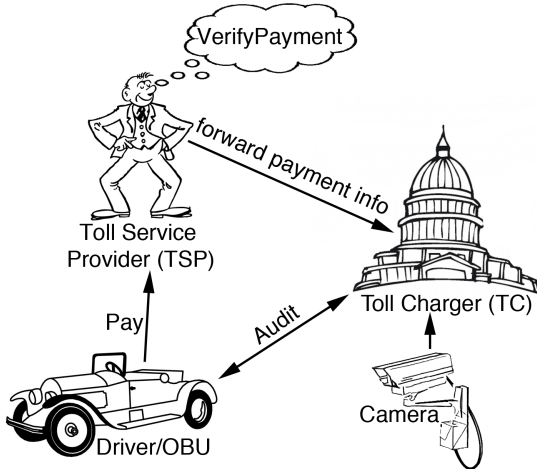 VerifyPayment
forward payment info
Toll Service
Provider (TSP)
Toll Charger (TC)
Pay
Audit
Camera
Driver/OBU